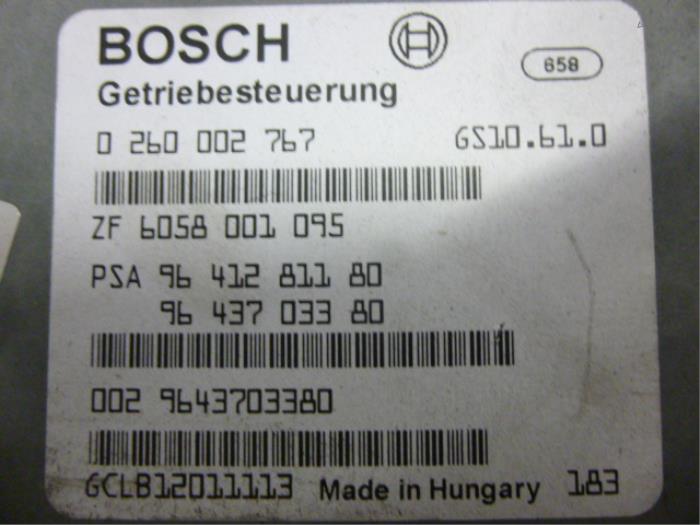 BOSCH
658
Getriebesteuerung
0 260 002 767 GS10.61.0
ZF 6058 001 095
PSA 96 412 811 80
96 437 033 80
002 9643703380
GCLB12011113 Made in Hungary 183